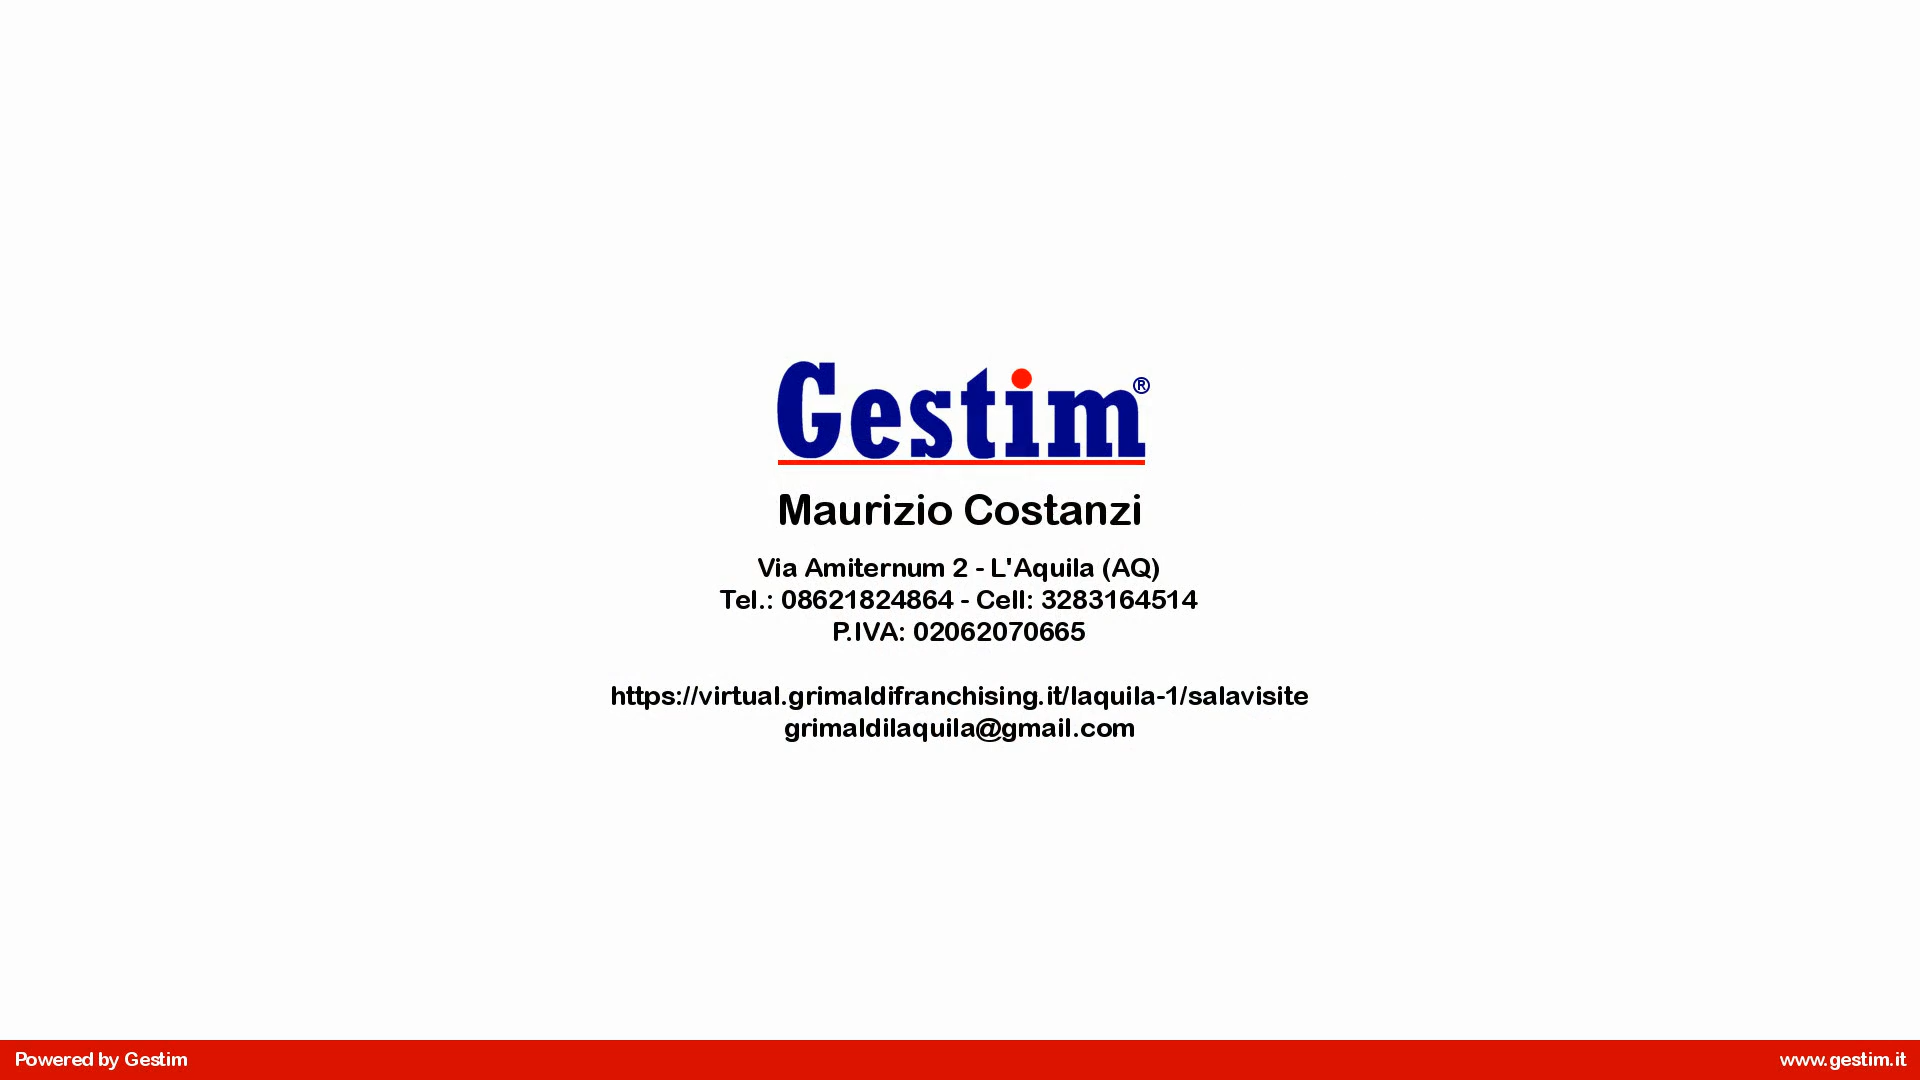 Gestim®
Maurizio Costanzi
Via Amiternum 2 - L'Aquila (AQ)
Tel.: 08621824864 - Cell: 3283164514
P.IVA: 02062070665
https://virtual.grimaldifranchising.it/laquila-1/salavisite
grimaldilaquila@gmail.com
Powered by Gestim
www.gestim.it